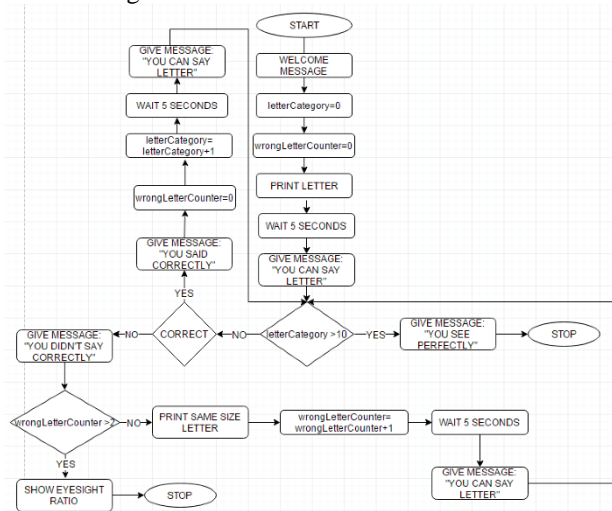 START
WELCOME
MESSAGE
letterCategory=0
wrongLetterCounter=0
PRINT LETTER
WAIT 5 SECONDS
GIVE MESSAGE:
"YOU CAN SAY
LETTER"
letterCategory >10
YES
GIVE MESSAGE:
"YOU SEE
PERFECTLY"
STOP
NO
CORRECT
YES
GIVE MESSAGE:
"YOU SAID
CORRECTLY"
wrongLetterCounter=0
letterCategory=
letterCategory+1
WAIT 5 SECONDS
GIVE MESSAGE:
"YOU CAN SAY
LETTER"
NO
GIVE MESSAGE:
"YOU DIDN'T SAY
CORRECTLY"
wrongLetterCounter >2
NO
PRINT SAME SIZE
LETTER
wrongLetterCounter=
wrongLetterCounter+1
WAIT 5 SECONDS
GIVE MESSAGE:
"YOU CAN SAY
LETTER"
YES
SHOW EYESIGHT
RATIO
STOP